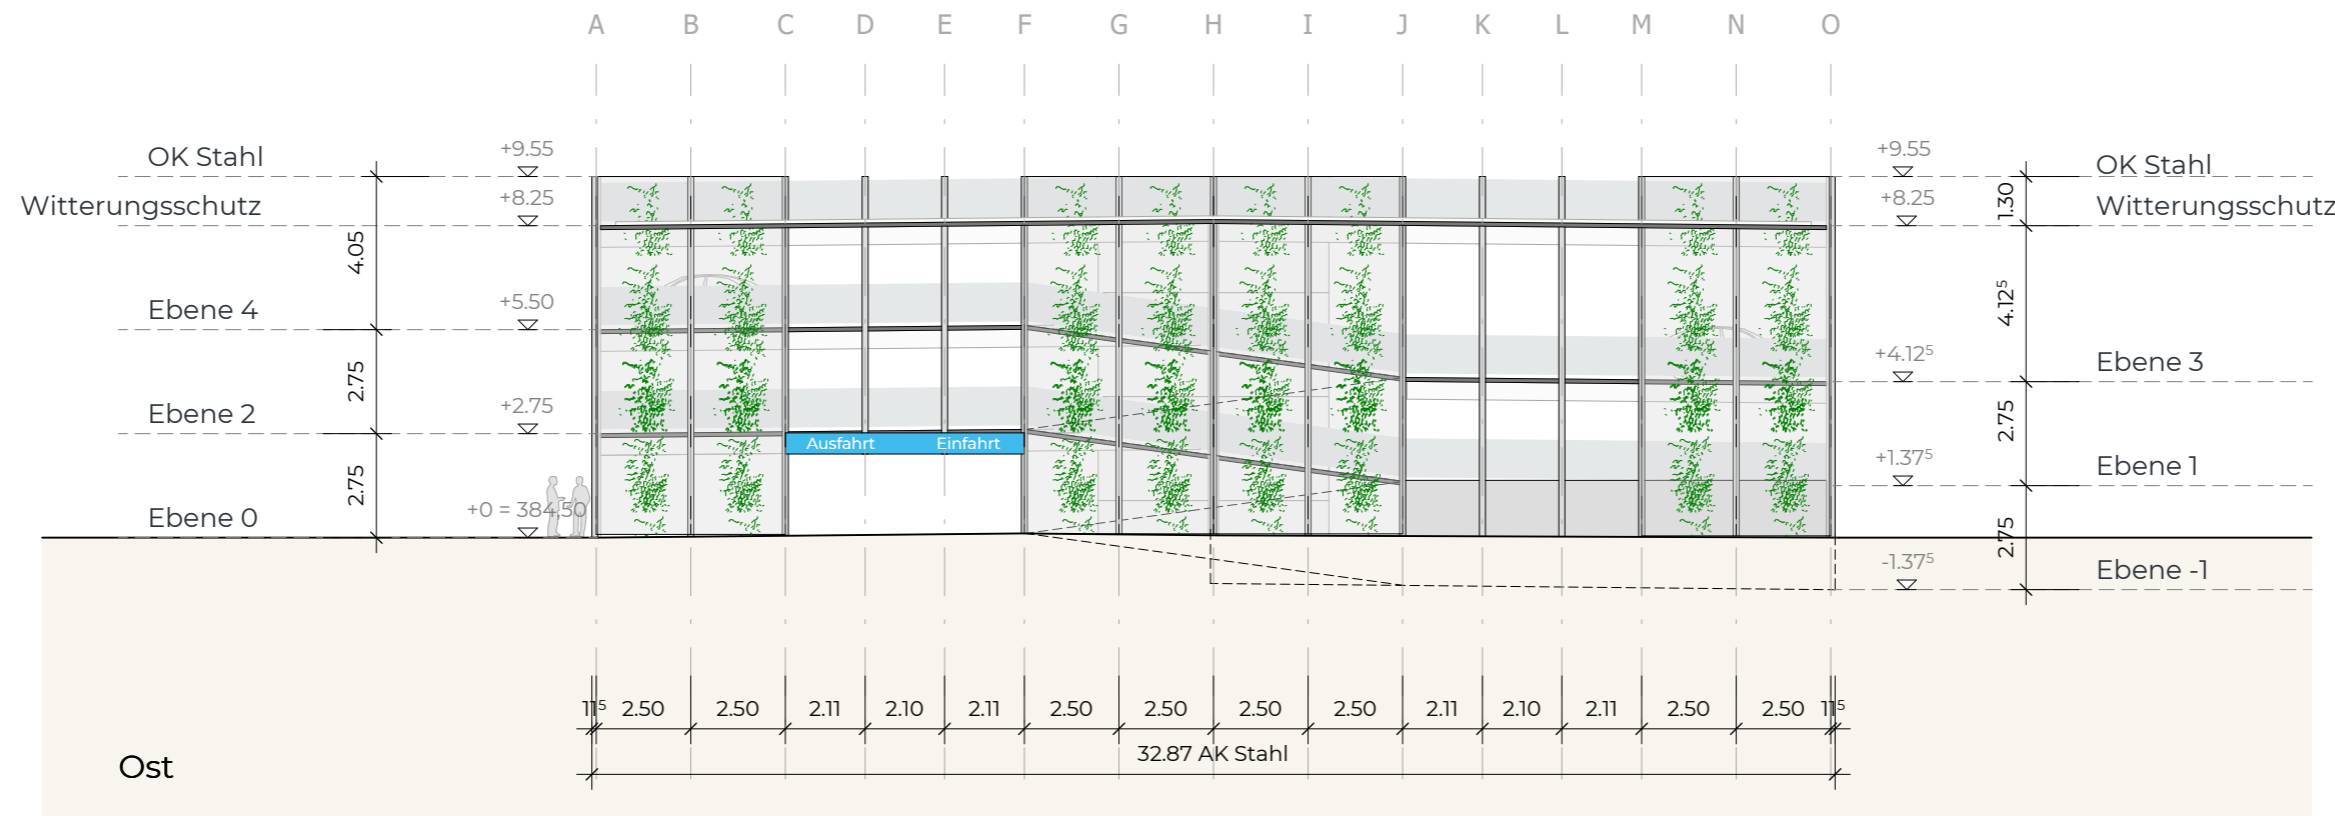 A B C D E F G H I J K L M N O
OK Stahl
+9.55
+9.55
OK Stahl
Witterungsschutz
+8.25
+8.25
1.30
Witterungsschutz
4.05
4.12⁵
Ebene 4
+5.50
+4.12⁵
Ebene 3
2.75
2.75
Ebene 2
+2.75
Ausfahrt Einfahrt
+1.37⁵
Ebene 1
2.75
2.75
Ebene 0
+0 = 384,50
-1.37⁵
Ebene -1
11⁵ 2.50 2.50 2.11 2.10 2.11 2.50 2.50 2.50 2.50 2.11 2.10 2.11 2.50 2.50 11⁵
32.87 AK Stahl
Ost